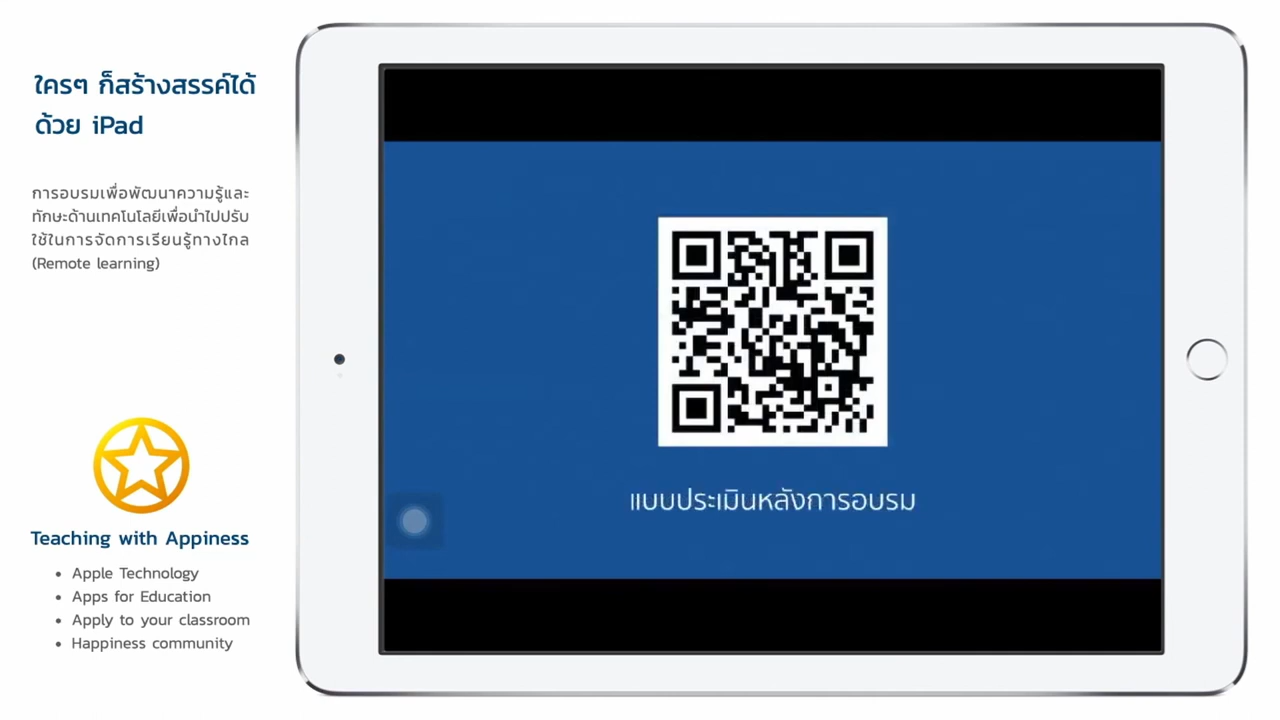 ใครๆ ก็สร้างสรรค์ได้
ด้วย iPad
การอบรมเพื่อพัฒนาความรู้และ
ทักษะด้านเทคโนโลยีเพื่อนำไปปรับ
ใช้ในการจัดการเรียนรู้ทางไกล
(Remote learning)
Teaching with Appiness
• Apple Technology
• Apps for Education
• Apply to your classroom
• Happiness community
แบบประเมินหลังการอบรม